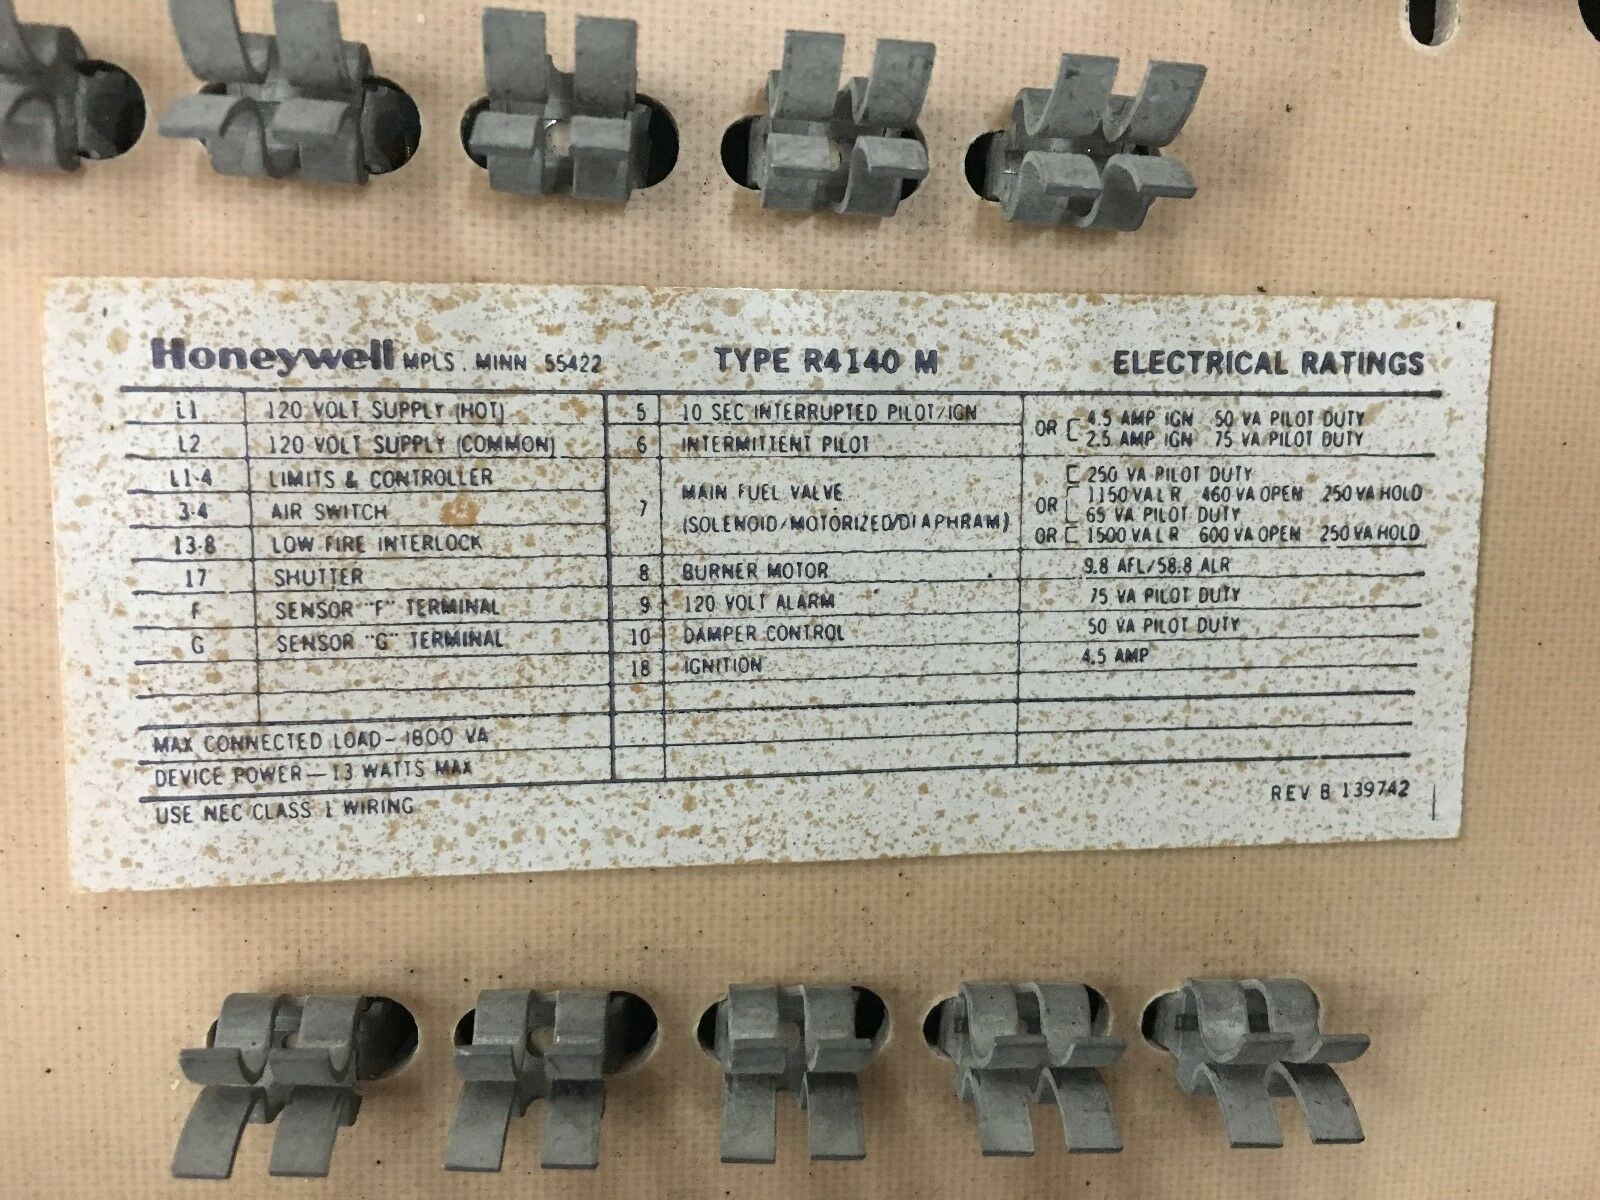 Honeywell MPLS. MINN 55422 TYPE R4140 M ELECTRICAL RATINGS
L1 120 VOLT SUPPLY (HOT)
L2 120 VOLT SUPPLY (COMMON)
L1-4 LIMITS & CONTROLLER
3-4 AIR SWITCH
13-8 LOW FIRE INTERLOCK
17 SHUTTER
F SENSOR "F" TERMINAL
G SENSOR "G" TERMINAL
MAX CONNECTED LOAD - 1800 VA
DEVICE POWER - 13 WATTS MAX
USE NEC CLASS 1 WIRING
5 10 SEC INTERRUPTED PILOT/IGN
6 INTERMITTENT PILOT
OR [ 4.5 AMP IGN 50 VA PILOT DUTY
2.5 AMP IGN 75 VA PILOT DUTY
7 MAIN FUEL VALVE
(SOLENOID/MOTORIZED/DIAPHRAM)
[ 250 VA PILOT DUTY
OR [ 1150 VA L R 460 VA OPEN 250 VA HOLD
65 VA PILOT DUTY
OR [ 1500 VA L R 600 VA OPEN 250 VA HOLD
8 BURNER MOTOR 9.8 AFL/58.8 ALR
9 120 VOLT ALARM 75 VA PILOT DUTY
10 DAMPER CONTROL 50 VA PILOT DUTY
18 IGNITION 4.5 AMP
REV B 139742